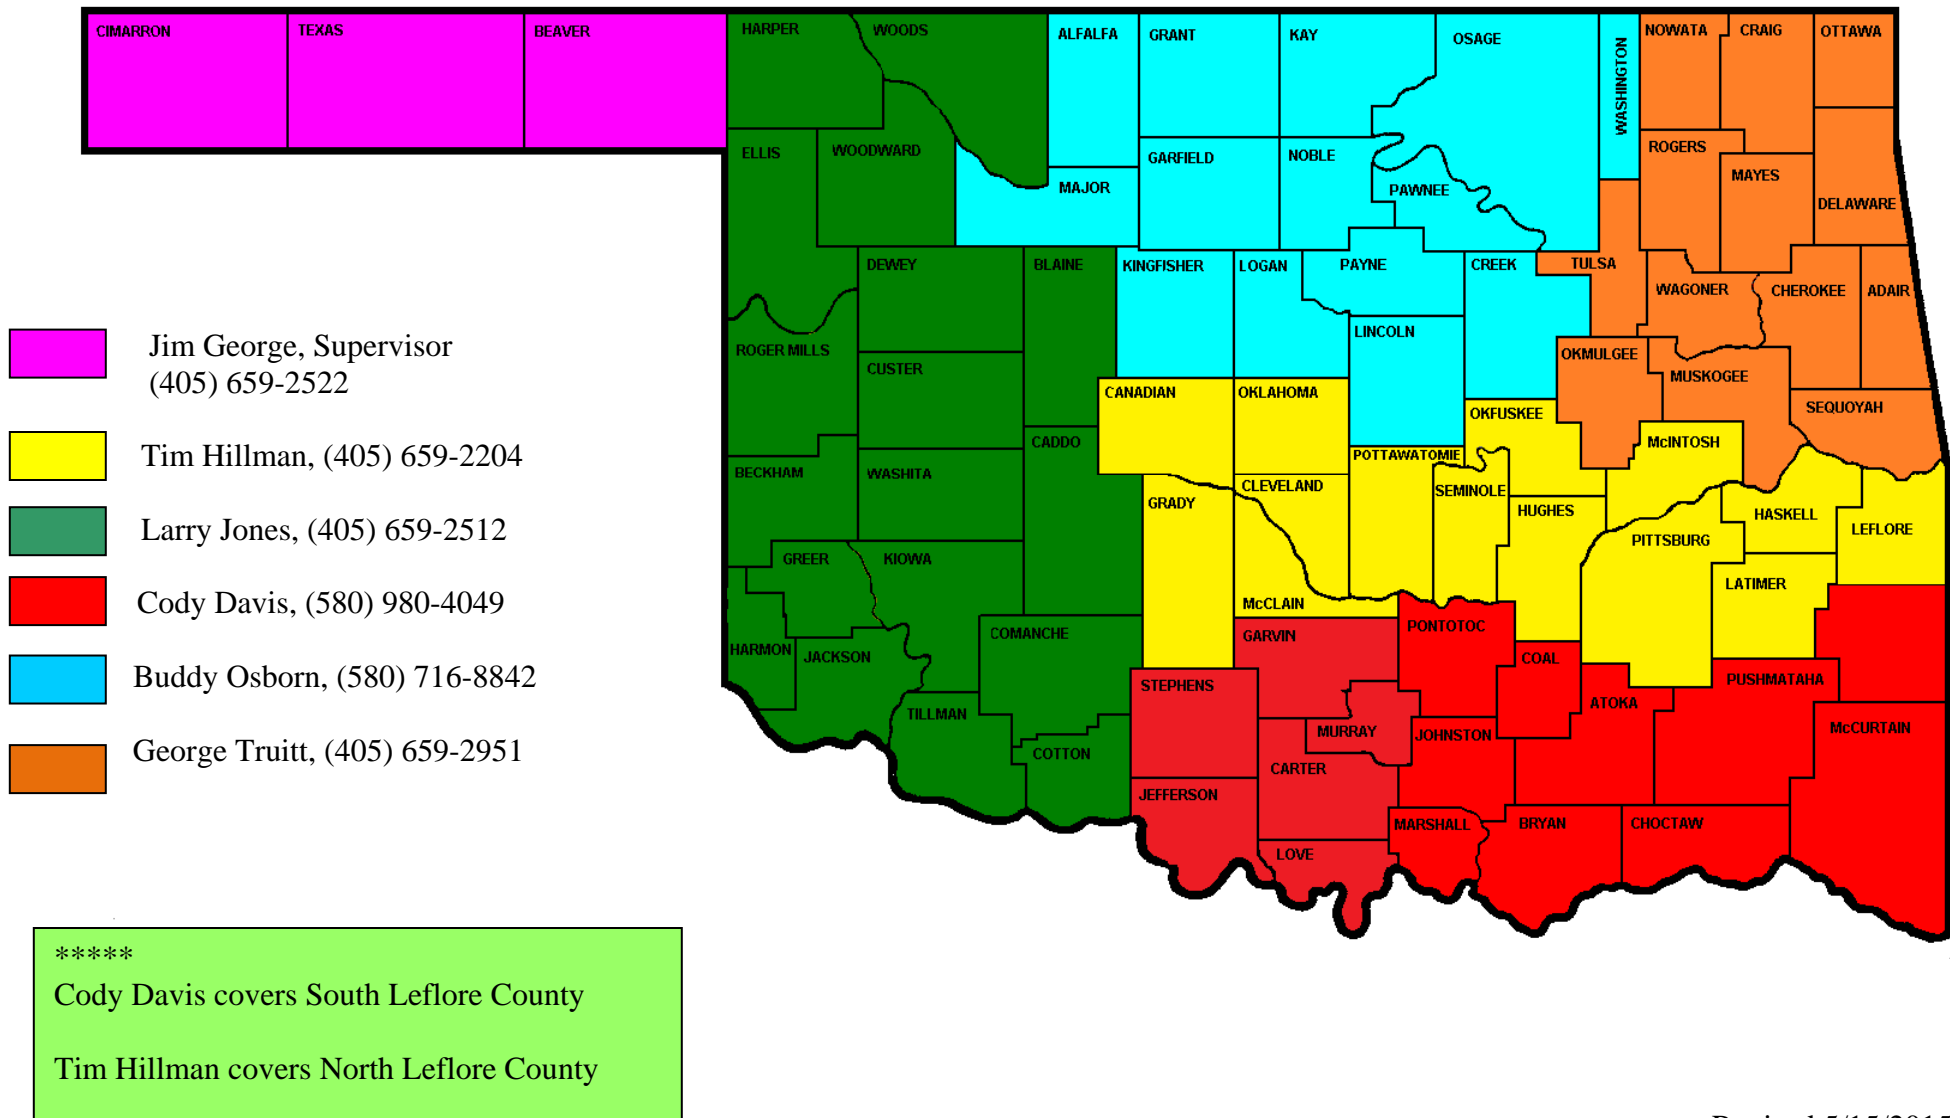 CIMARRON TEXAS BEAVER HARPER WOODS ALFALFA GRANT KAY OSAGE WASHINGTON NOWATA CRAIG OTTAWA
ELLIS WOODWARD MAJOR GARFIELD NOBLE PAWNEE ROGERS MAYES DELAWARE
DEWEY BLAINE KINGFISHER LOGAN PAYNE CREEK TULSA WAGONER CHEROKEE ADAIR
ROGER MILLS CUSTER LINCOLN OKMULGEE MUSKOGEE
CANADIAN OKLAHOMA OKFUSKEE SEQUOYAH
BECKHAM WASHITA CADDO POTTAWATOMIE McINTOSH
GRADY CLEVELAND SEMINOLE HUGHES PITTSBURG HASKELL LEFLORE
GREER KIOWA McCLAIN LATIMER
HARMON JACKSON COMANCHE GARVIN PONTOTOC COAL
TILLMAN STEPHENS ATOKA PUSHMATAHA
COTTON MURRAY JOHNSTON McCURTAIN
JEFFERSON CARTER MARSHALL BRYAN CHOCTAW
LOVE
Jim George, Supervisor
(405) 659-2522
Tim Hillman, (405) 659-2204
Larry Jones, (405) 659-2512
Cody Davis, (580) 980-4049
Buddy Osborn, (580) 716-8842
George Truitt, (405) 659-2951
*****
Cody Davis covers South Leflore County
Tim Hillman covers North Leflore County